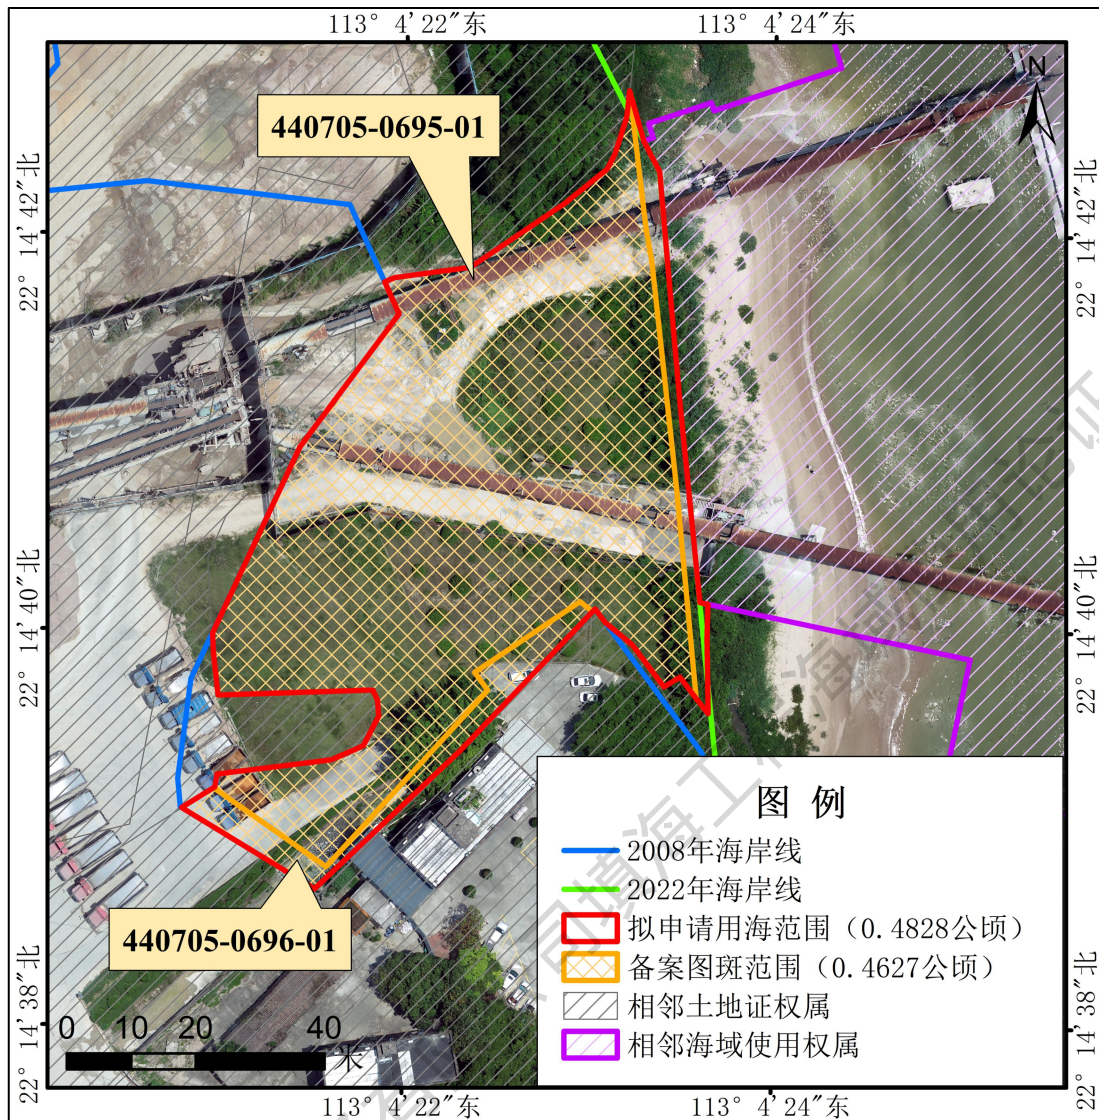 113° 4′22″东
113° 4′24″东
N
440705-0695-01
22° 14′42″北
22° 14′42″北
22° 14′40″北
22° 14′40″北
440705-0696-01
图 例
2008年海岸线
2022年海岸线
拟申请用海范围（0.4828公顷）
备案图斑范围（0.4627公顷）
相邻土地证权属
相邻海域使用权属
22° 14′38″北
22° 14′38″北
0 10 20 40
米
113° 4′22″东
113° 4′24″东